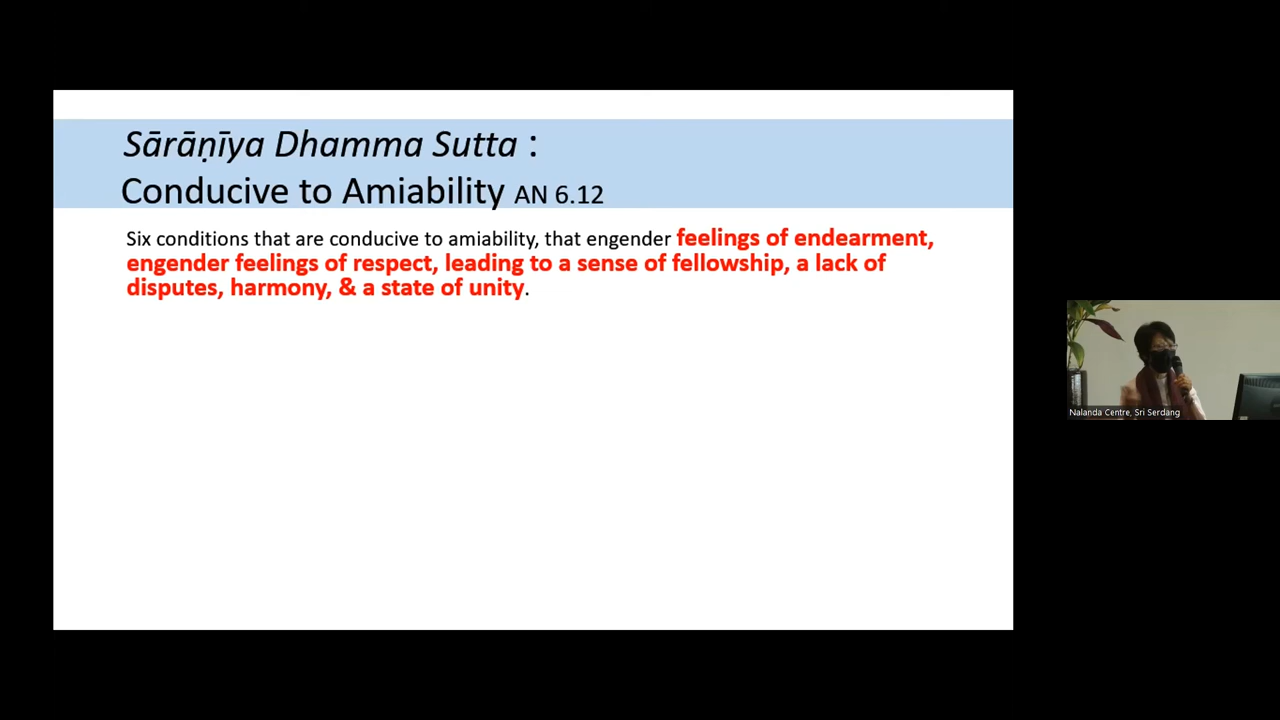 Sārāṇīya Dhamma Sutta :
Conducive to Amiability AN 6.12
Six conditions that are conducive to amiability, that engender feelings of endearment,
engender feelings of respect, leading to a sense of fellowship, a lack of
disputes, harmony, & a state of unity.
Nalanda Centre, Sri Serdang